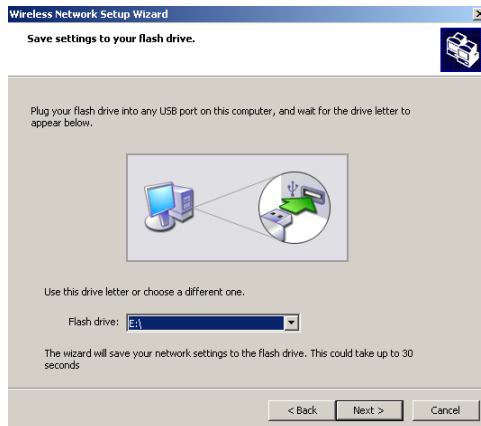 Wireless Network Setup Wizard
Save settings to your flash drive.
Plug your flash drive into any USB port on this computer, and wait for the drive letter to
appear below.
Use this drive letter or choose a different one.
Flash drive: E:\
The wizard will save your network settings to the flash drive. This could take up to 30
seconds
< Back Next > Cancel